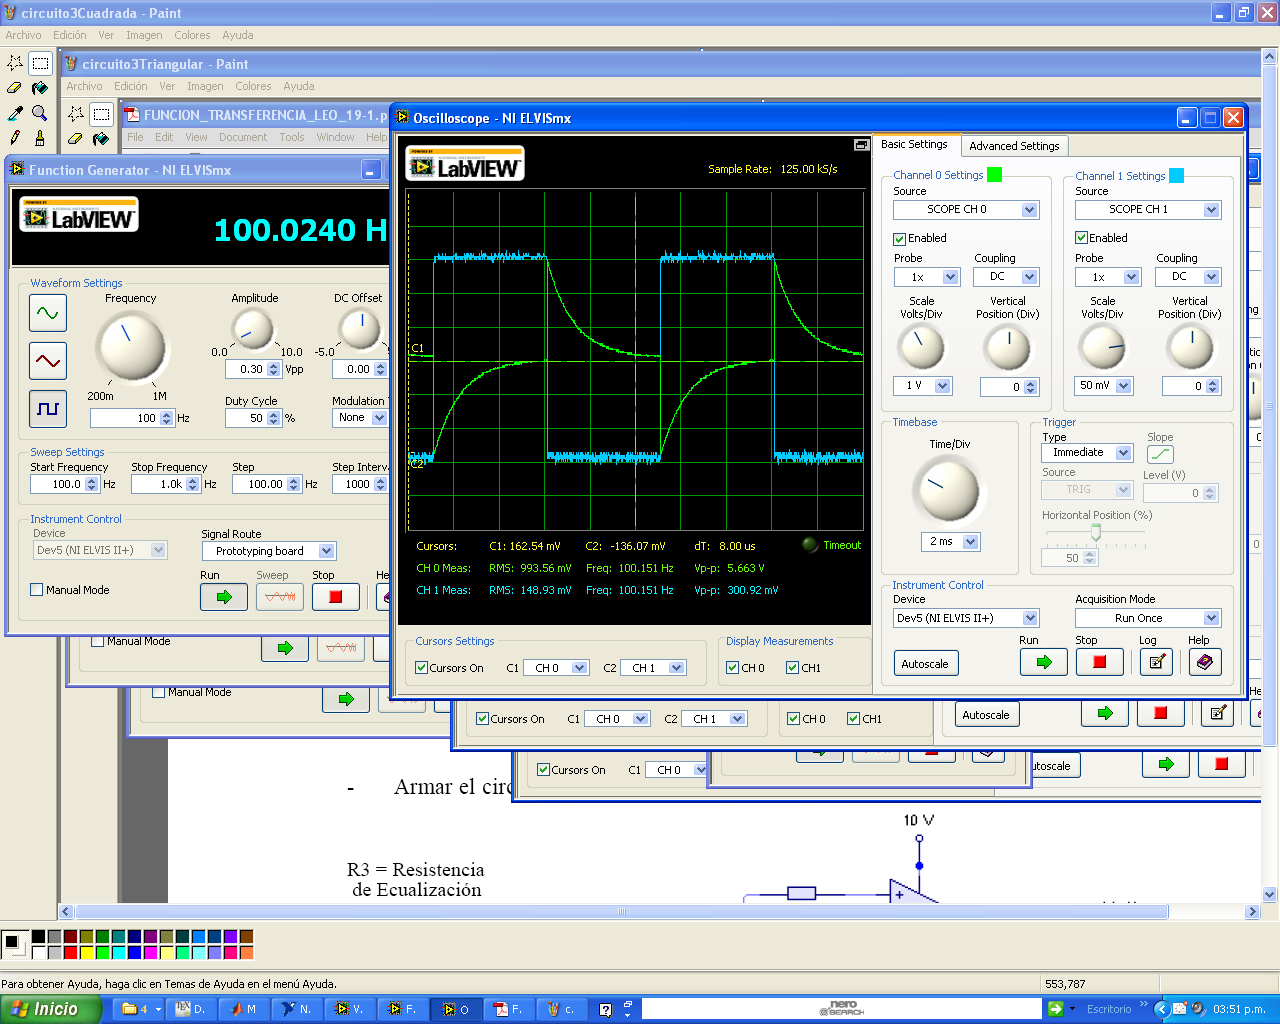 circuito3Cuadrada - Paint
Archivo Edición Ver Imagen Colores Ayuda
circuito3Triangular - Paint
Archivo Edición Ver Imagen Colores Ayuda
FUNCION_TRANSFERENCIA_LEO_19-1.p
File Edit View Document Tools Window Help
Function Generator - NI ELVISmx
POWERED BY
LabVIEW
100.0240 H
Waveform Settings
Frequency
Amplitude
DC Offset
0.0 10.0 -5.0
0.30 Vpp
0.00
200m 1M
100 Hz
Duty Cycle
50 %
Modulation T
None
Sweep Settings
Start Frequency
100.0 Hz
Stop Frequency
1.0k Hz
Step
100.00 Hz
Step Interv
1000
Instrument Control
Device
Dev5 (NI ELVIS II+)
Signal Route
Prototyping board
Manual Mode
Run Sweep Stop He
Manual Mode
Manual Mode
Oscilloscope - NI ELVISmx
POWERED BY NATIONAL INSTRUMENTS
LabVIEW
Sample Rate: 125.00 kS/s
C1
C2
Cursors: C1: 162.54 mV C2: -136.07 mV dT: 8.00 us Timeout
CH 0 Meas: RMS: 993.56 mV Freq: 100.151 Hz Vp-p: 5.663 V
CH 1 Meas: RMS: 148.93 mV Freq: 100.151 Hz Vp-p: 300.92 mV
Cursors Settings
Cursors On C1 CH 0 C2 CH 1
Display Measurements
CH 0 CH1
Basic Settings Advanced Settings
Channel 0 Settings
Source
SCOPE CH 0
Enabled
Probe
1x
Coupling
DC
Scale
Volts/Div
Vertical
Position (Div)
1 V
0
Channel 1 Settings
Source
SCOPE CH 1
Enabled
Probe
1x
Coupling
DC
Scale
Volts/Div
Vertical
Position (Div)
50 mV
0
Timebase
Time/Div
2 ms
Trigger
Type
Immediate
Slope
Source
TRIG
Level (V)
0
Horizontal Position (%)
50
0
Instrument Control
Device
Dev5 (NI ELVIS II+)
Acquisition Mode
Run Once
Autoscale
Run Stop Log Help
Cursors On C1 CH 0 C2 CH 1 CH 0 CH1 Autoscale
Cursors On C1 CH 0
utoscale
- Armar el circ
10 V
R3 = Resistencia
de Ecualización
+
Para obtener Ayuda, haga clic en Temas de Ayuda en el menú Ayuda.
553,787
Inicio 4 D. M N. V. F. O F. c. nero SEARCH Escritorio 03:51 p.m.